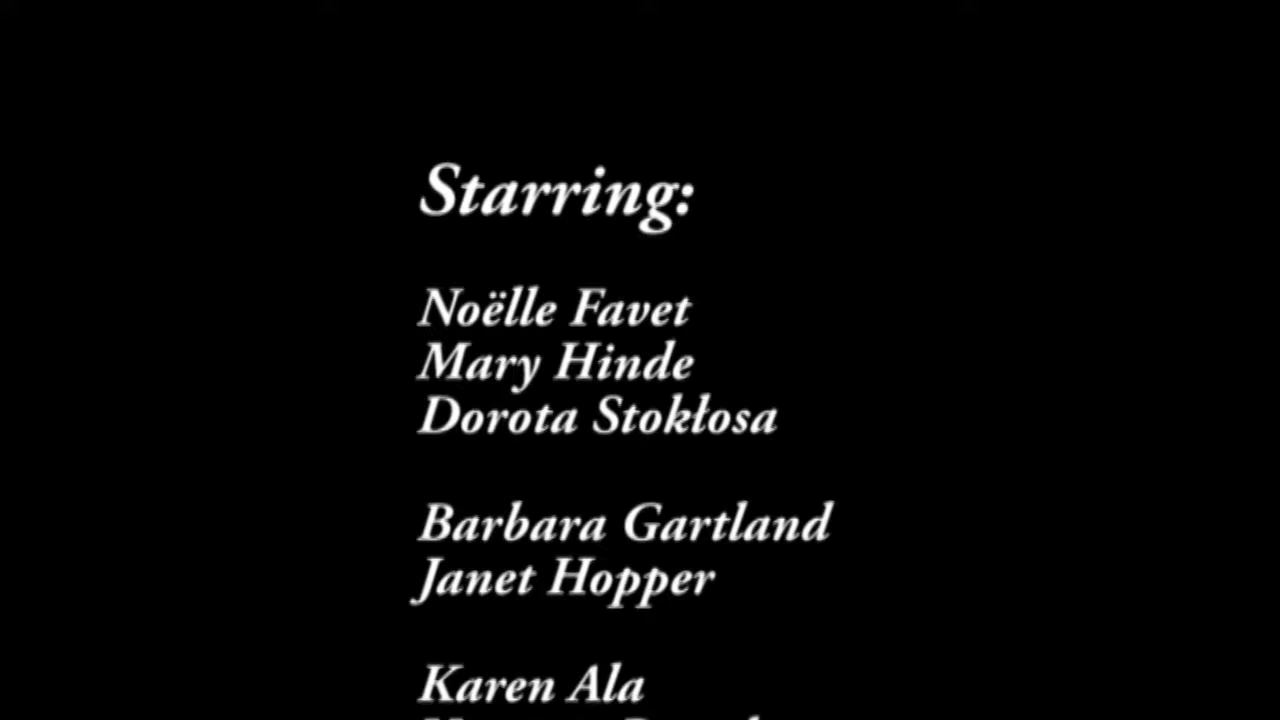 Starring:
Noëlle Favet
Mary Hinde
Dorota Stokłosa
Barbara Gartland
Janet Hopper
Karen Ala